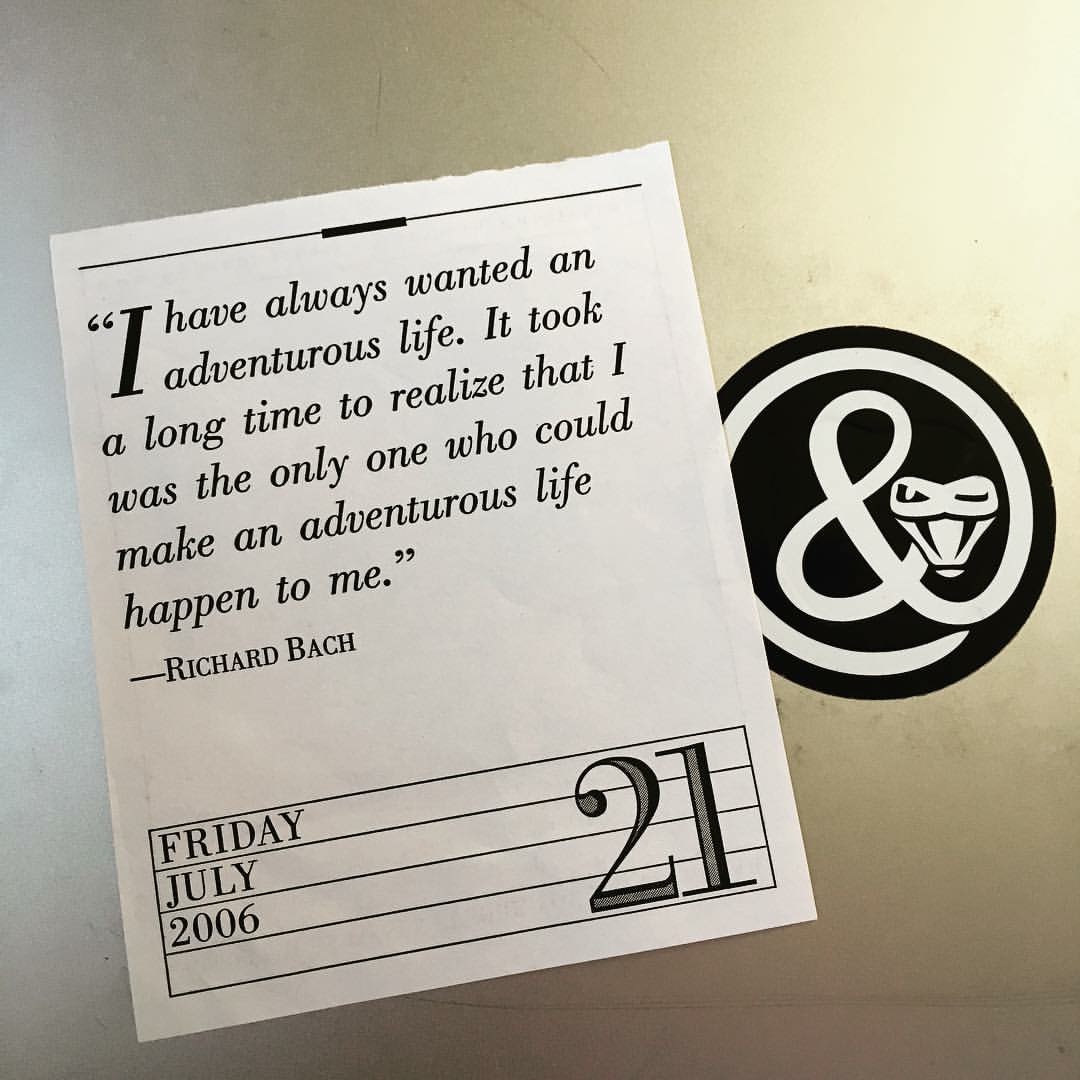 “I have always wanted an
adventurous life. It took
a long time to realize that I
was the only one who could
make an adventurous life
happen to me.”
—RICHARD BACH
FRIDAY
JULY
2006
21
&